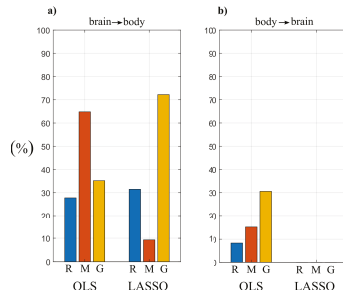 a)
brain→body
100
90
80
70
60
50
40
30
20
10
0
(%)
R M G R M G
OLS LASSO
b)
body→brain
R M G R M G
OLS LASSO